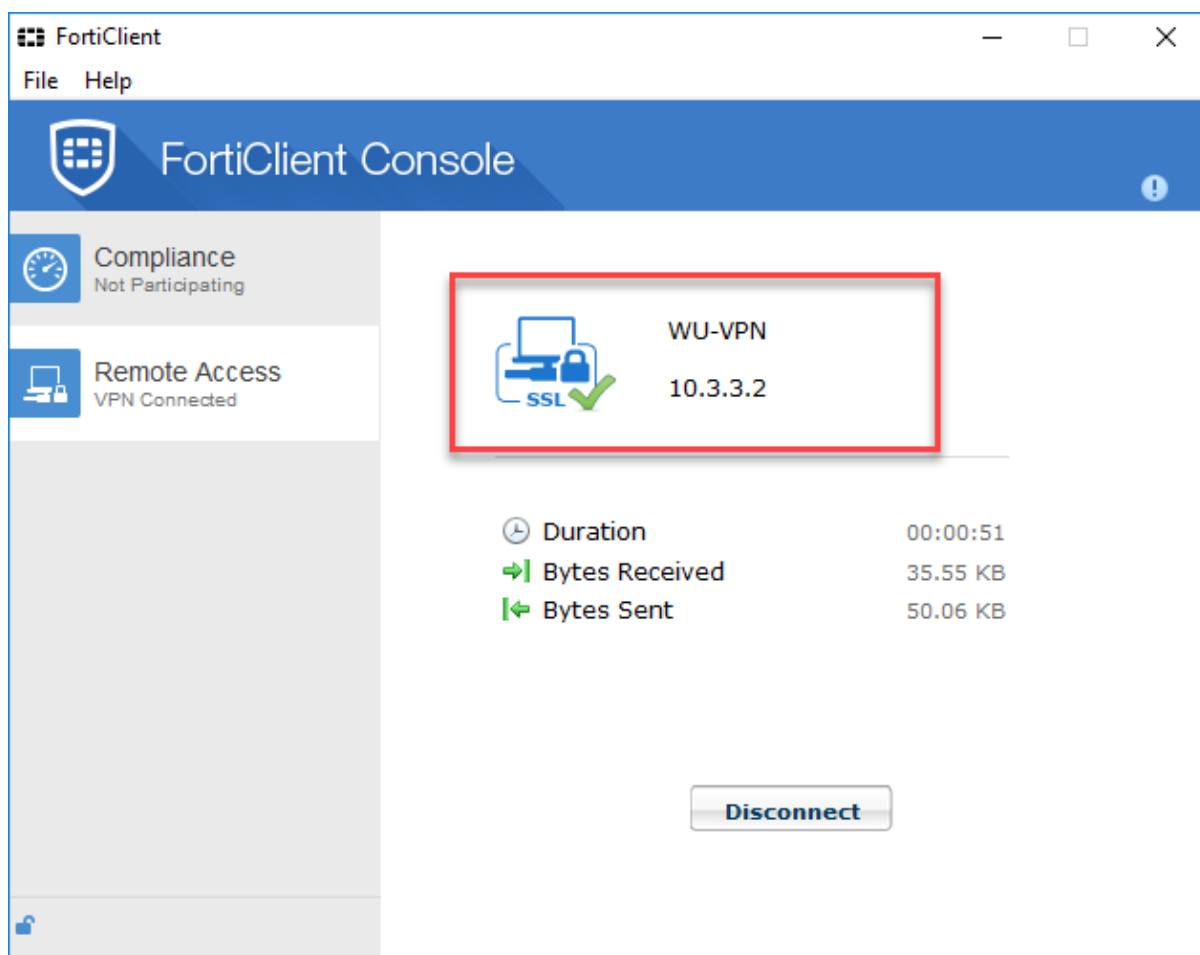 FortiClient
File Help
FortiClient Console
Compliance
Not Participating
Remote Access
VPN Connected
WU-VPN
10.3.3.2
SSL
Duration 00:00:51
Bytes Received 35.55 KB
Bytes Sent 50.06 KB
Disconnect